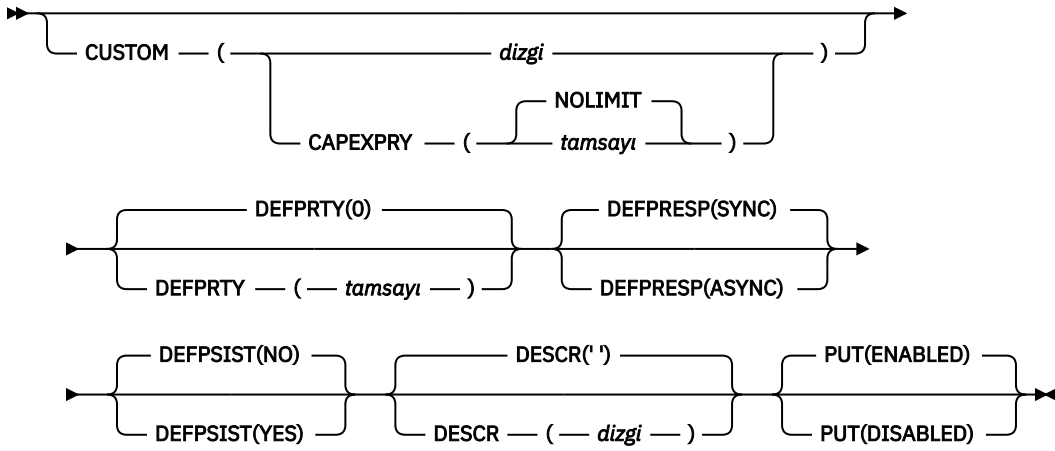 CUSTOM ( dizgi )
NOLIMIT
CAPEXPRY ( tamsayı )
DEFPRTY(0) DEFPRESP(SYNC)
DEFPRTY ( tamsayı ) DEFPRESP(ASYNC)
DEFPSIST(NO) DESCR(' ') PUT(ENABLED)
DEFPSIST(YES) DESCR ( dizgi ) PUT(DISABLED)